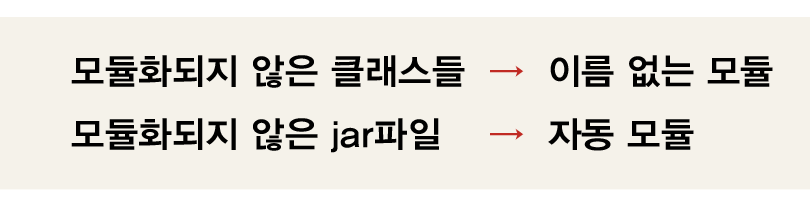 모듈화되지 않은 클래스들 → 이름 없는 모듈
모듈화되지 않은 jar파일 → 자동 모듈